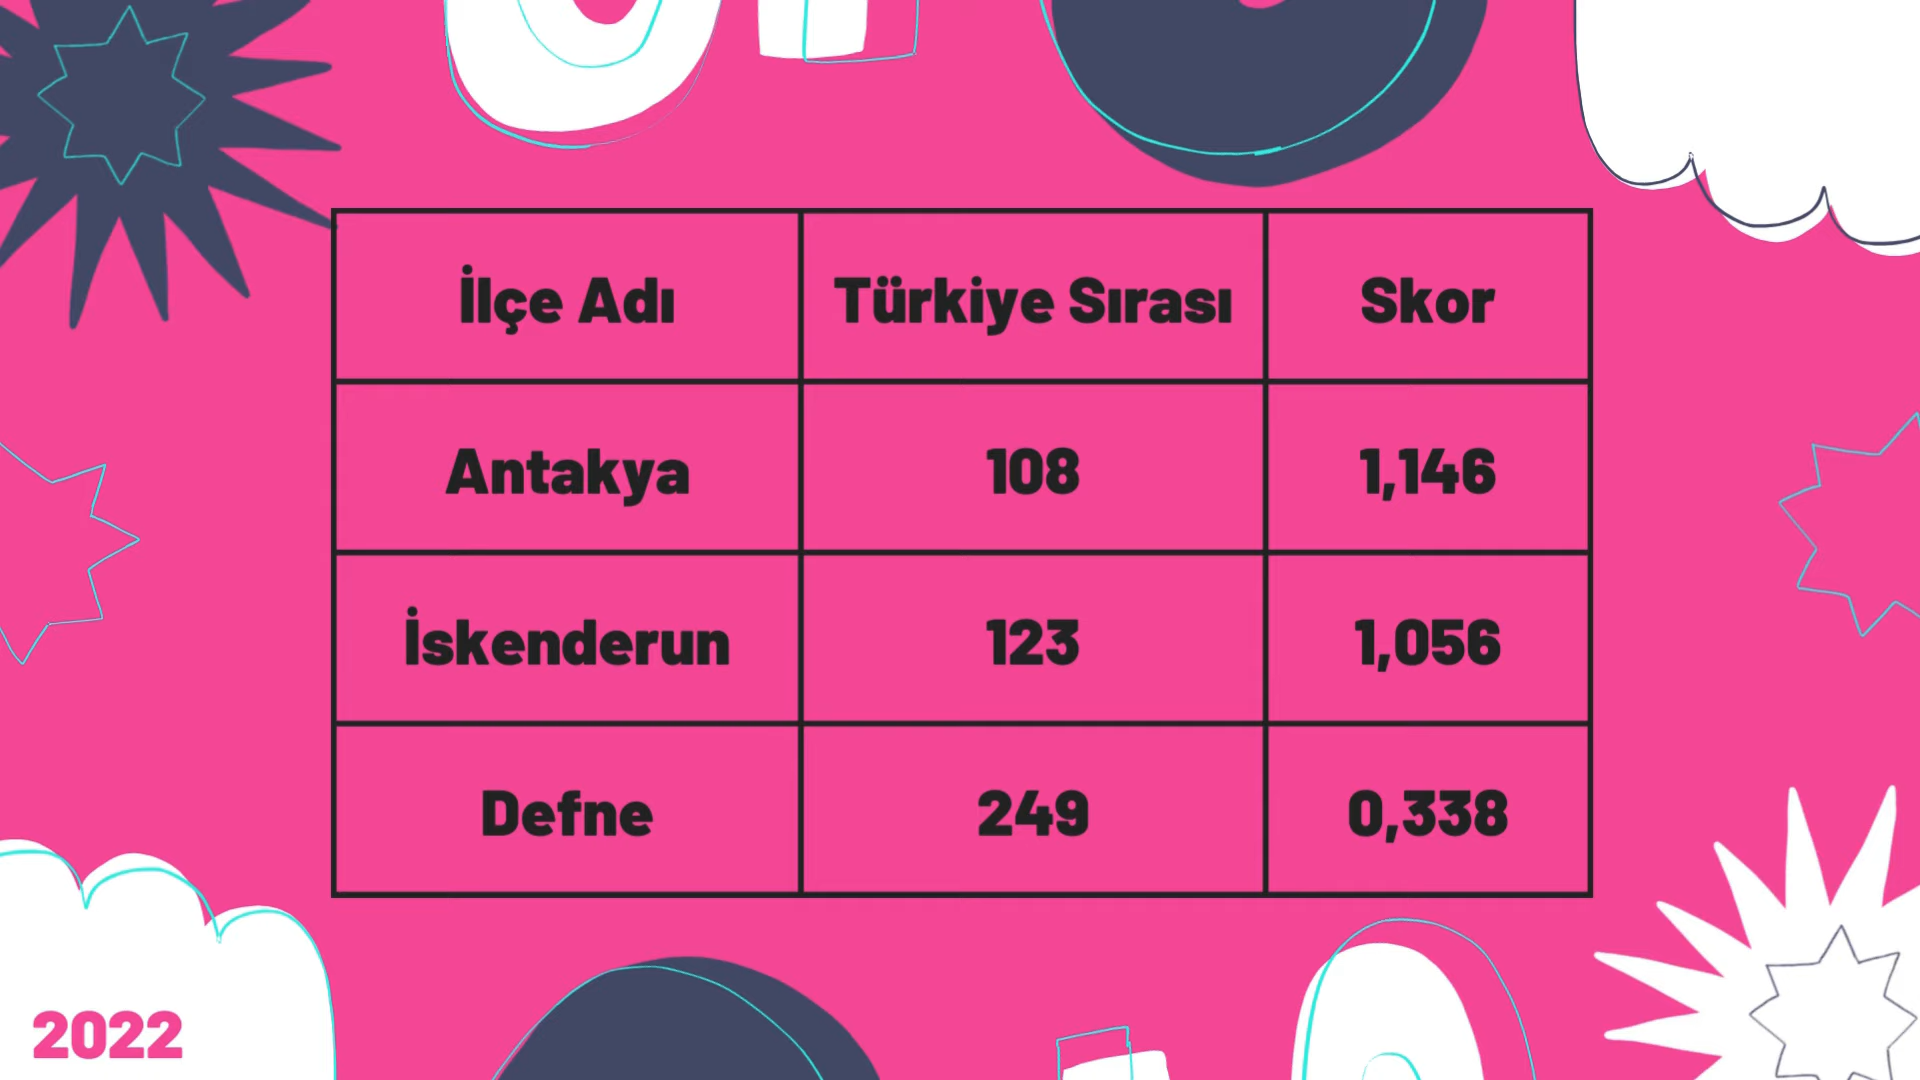 İlçe Adı Türkiye Sırası Skor
Antakya 108 1,146
İskenderun 123 1,056
Defne 249 0,338
2022